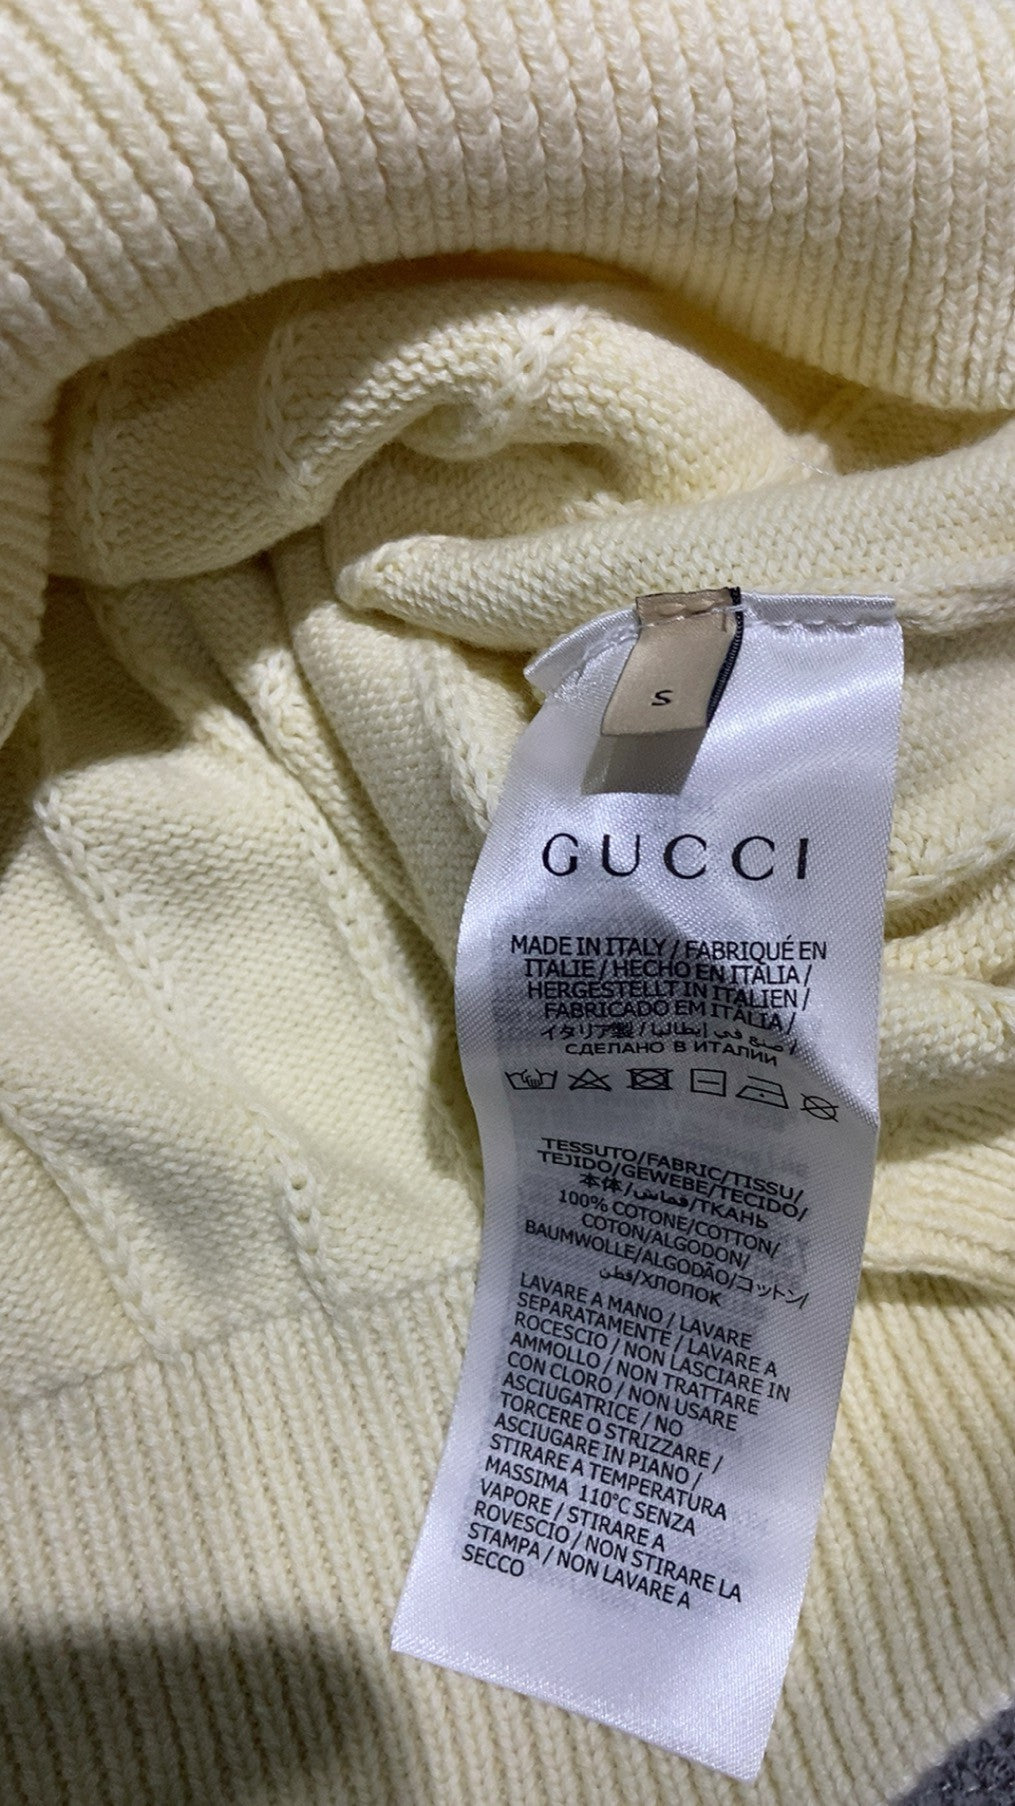 S
GUCCI
MADE IN ITALY / FABRIQUÉ EN
ITALIE / HECHO EN ITALIA /
HERGESTELLT IN ITALIEN /
FABRICADO EM ITÁLIA /
イタリア製 / صنع في إيطاليا /
СДЕЛАНО В ИТАЛИИ
TESSUTO/FABRIC/TISSU/
TEJIDO/GEWEBE/TECIDO/
本体/قماش/ТКАНЬ
100% COTONE/COTTON/
COTON/ALGODON/
BAUMWOLLE/ALGODÃO/コットン/
قطن/ХЛОПОК
LAVARE A MANO / LAVARE
SEPARATAMENTE / LAVARE A
ROCESCIO / NON LASCIARE IN
AMMOLLO / NON TRATTARE
CON CLORO / NON USARE
ASCIUGATRICE / NO
TORCERE O STRIZZARE /
ASCIUGARE IN PIANO /
STIRARE A TEMPERATURA
MASSIMA 110°C SENZA
VAPORE / STIRARE A
ROVESCIO / NON STIRARE LA
STAMPA / NON LAVARE A
SECCO